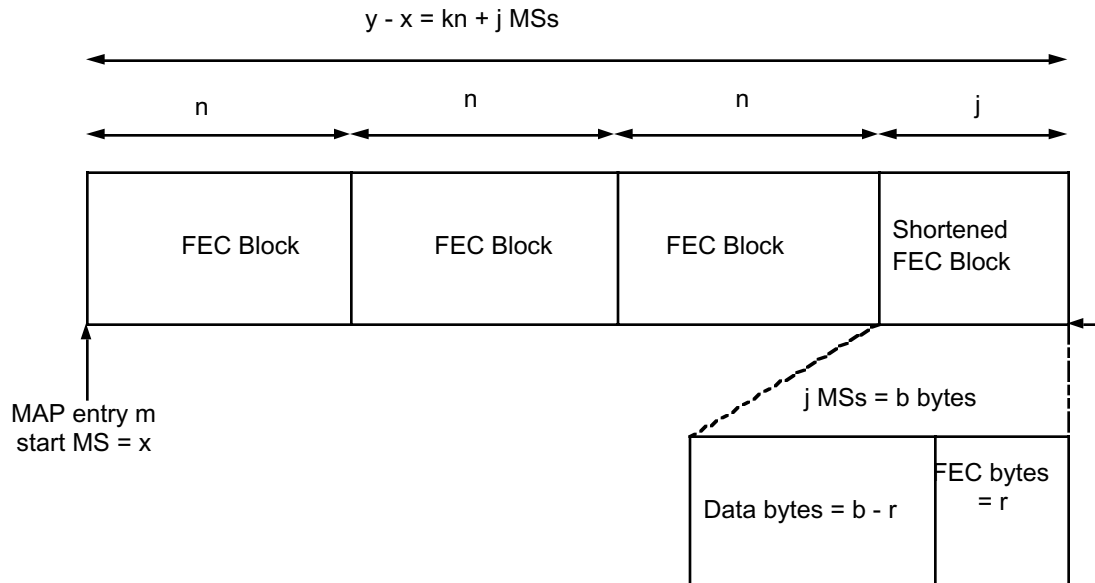 y - x = kn + j MSs
n
n
n
j
FEC Block
FEC Block
FEC Block
Shortened
FEC Block
MAP entry m
start MS = x
j MSs = b bytes
Data bytes = b - r
FEC bytes
= r